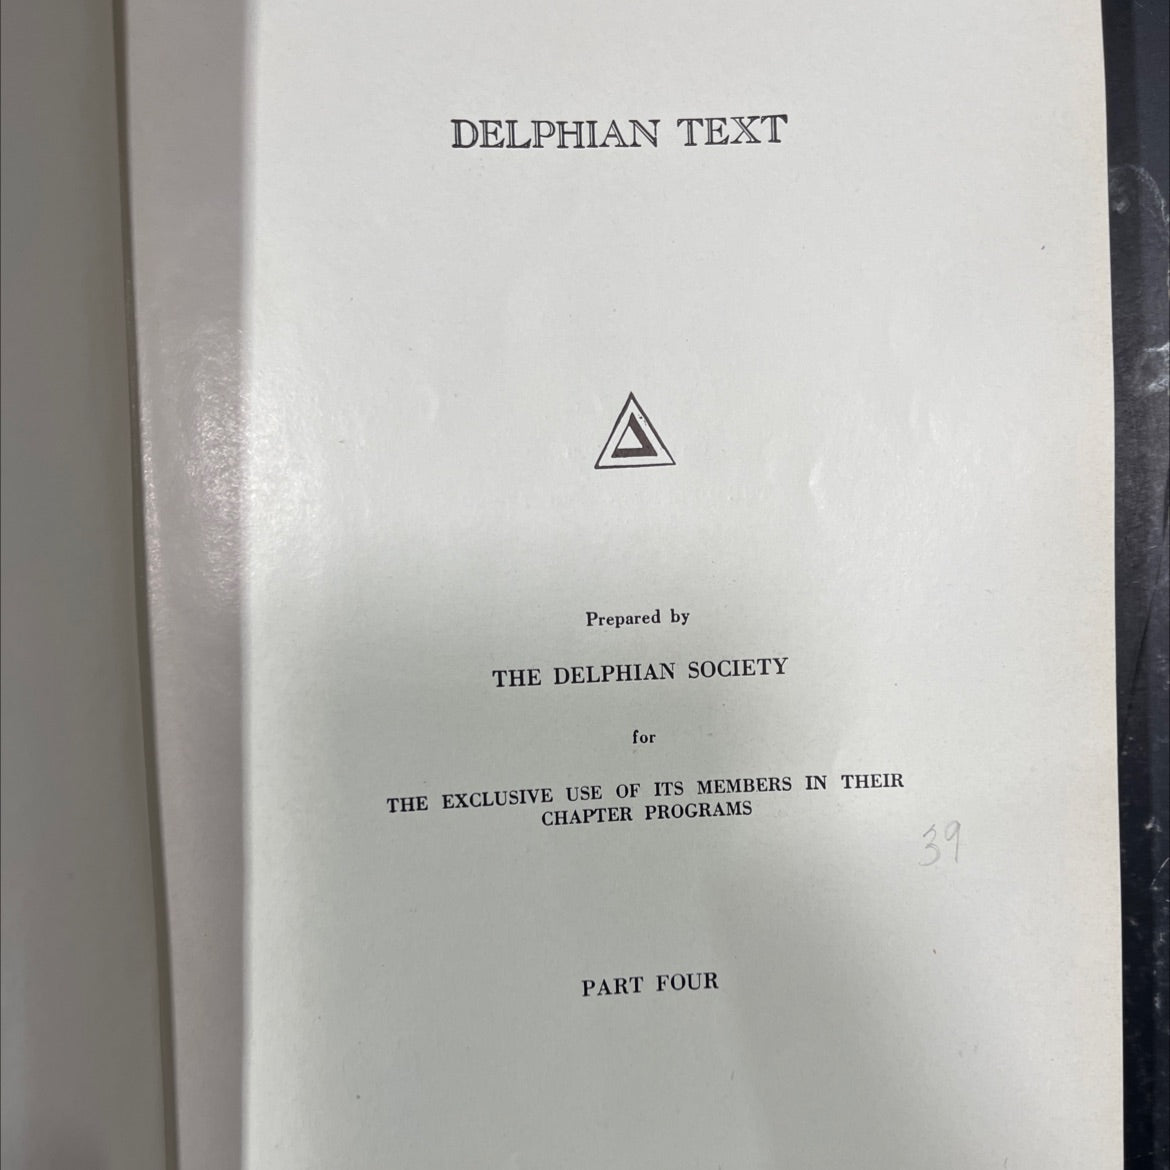 DELPHIAN TEXT
Prepared by
THE DELPHIAN SOCIETY
for
THE EXCLUSIVE USE OF ITS MEMBERS IN THEIR
CHAPTER PROGRAMS
39
PART FOUR